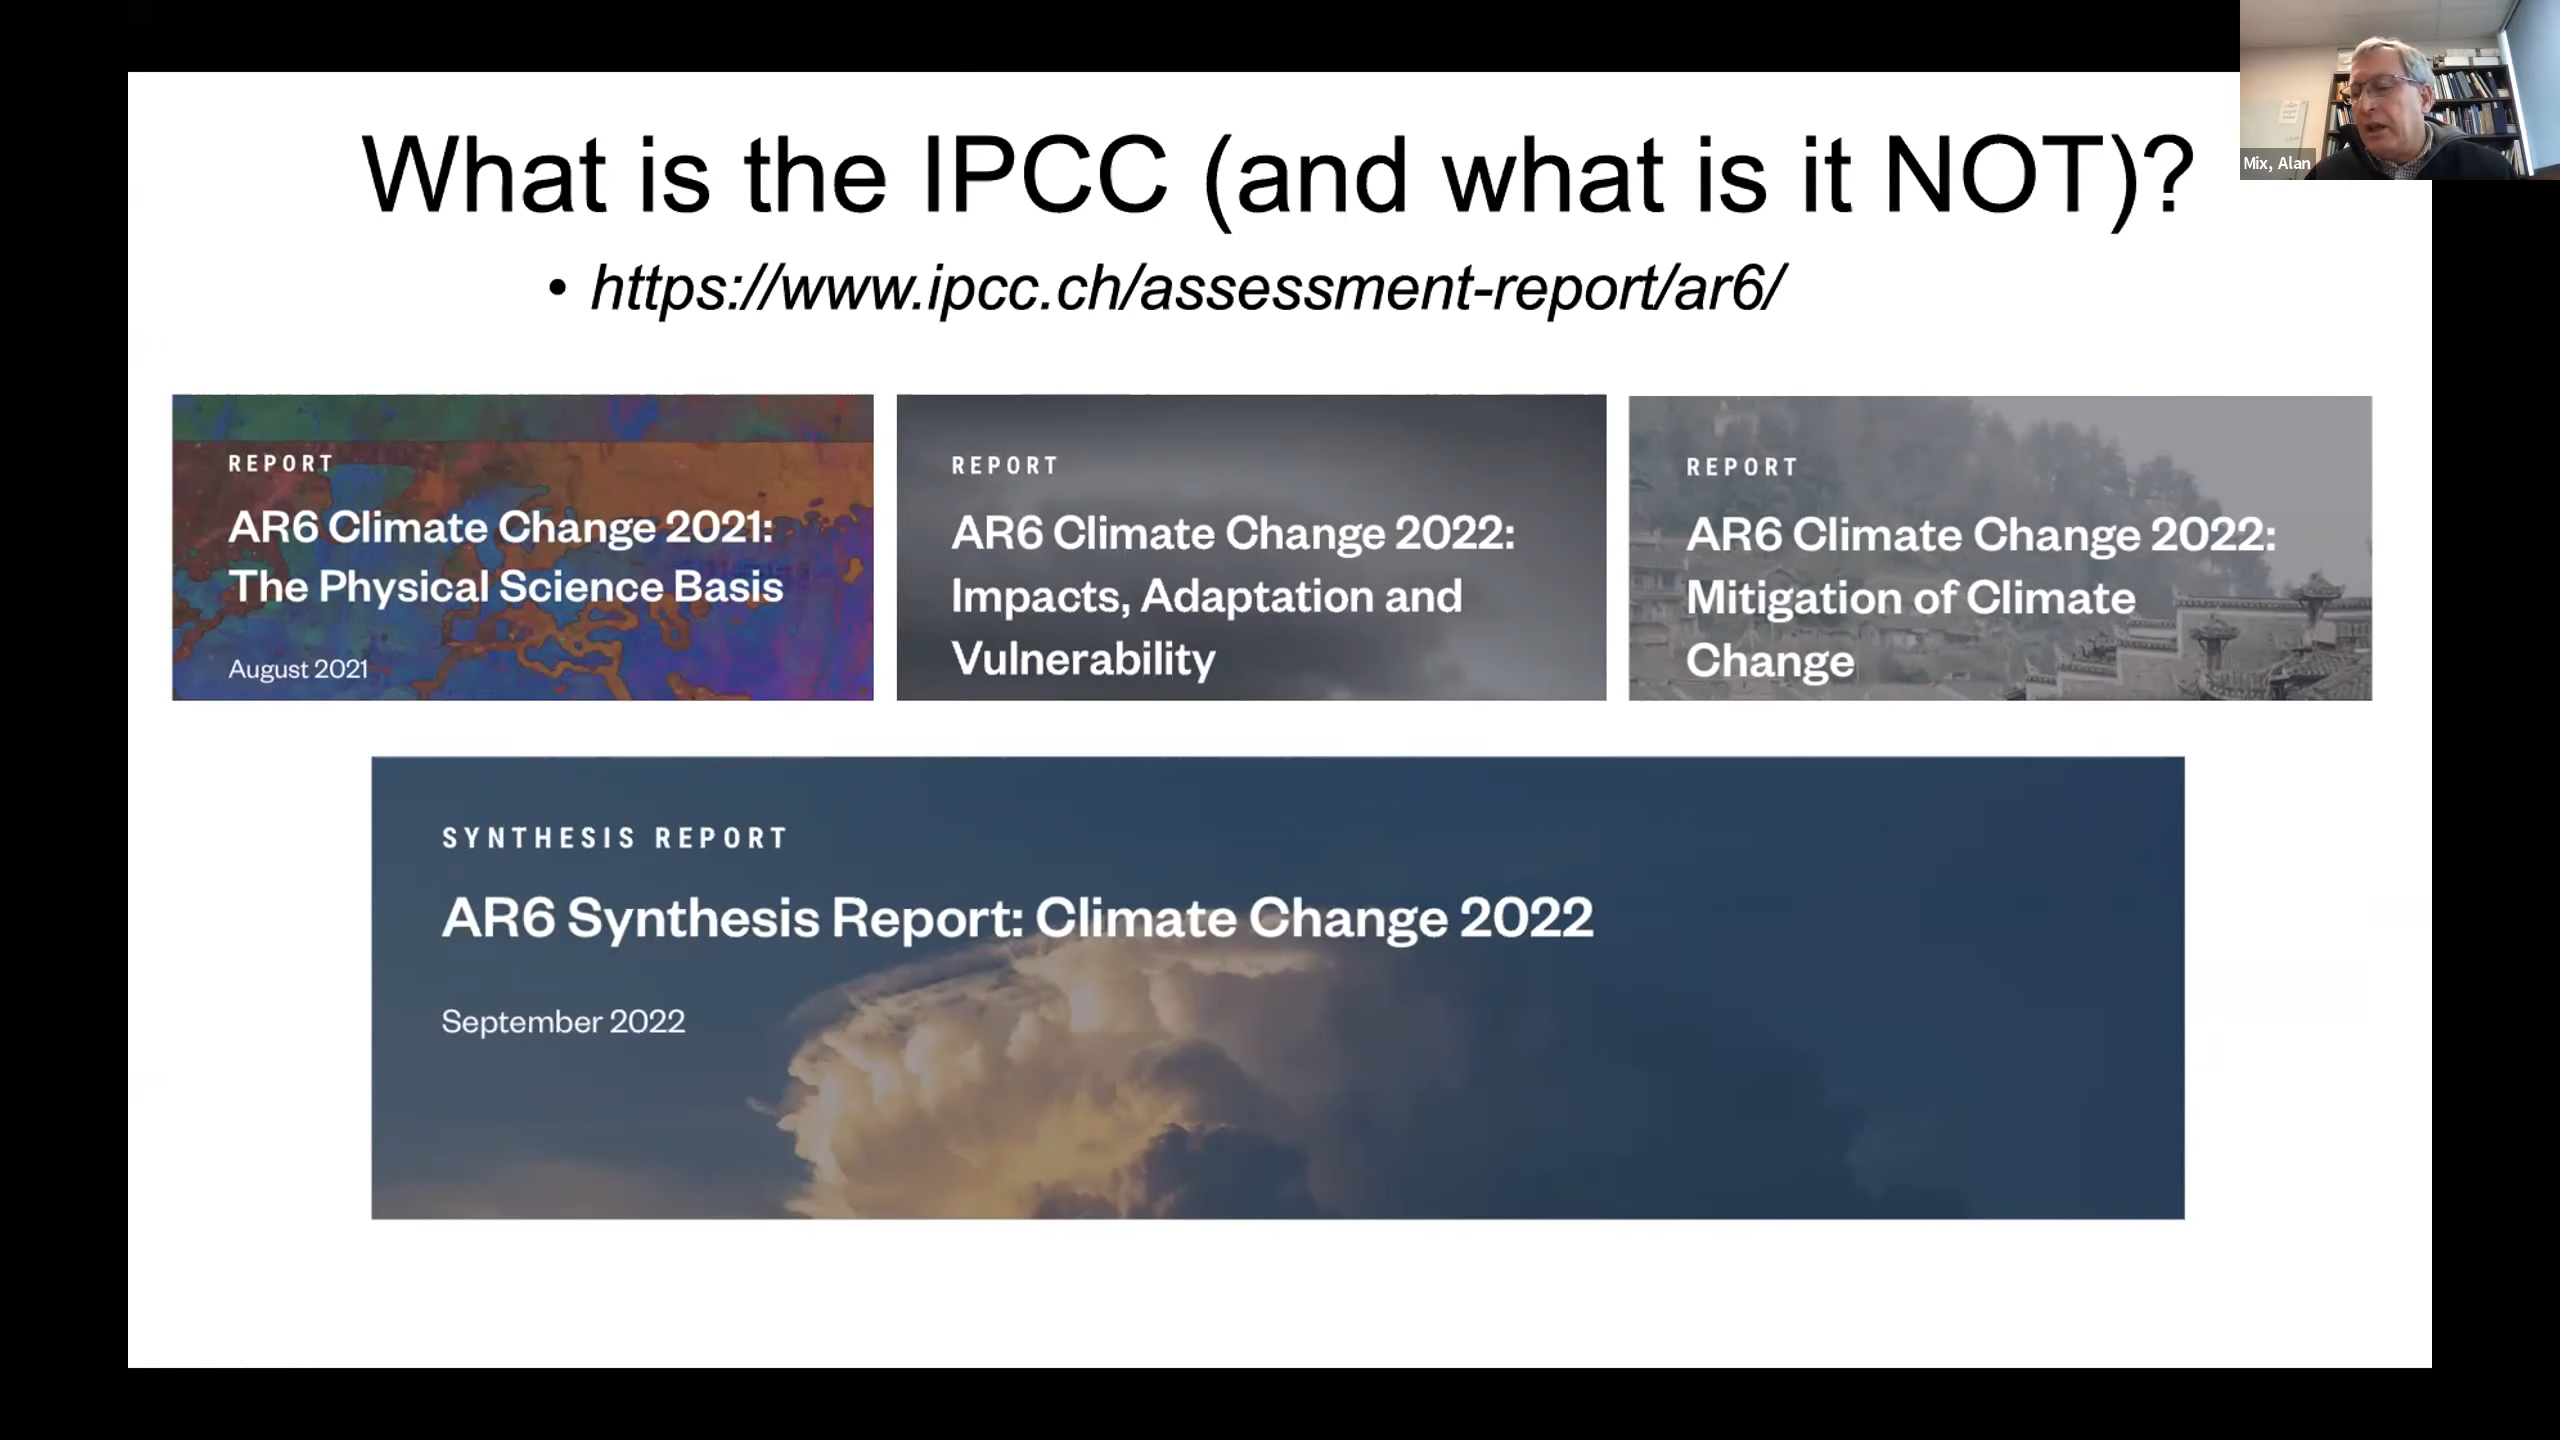 What is the IPCC (and what is it NOT)?
Mix, Alan
• https://www.ipcc.ch/assessment-report/ar6/
REPORT
AR6 Climate Change 2021:
The Physical Science Basis
August 2021
REPORT
AR6 Climate Change 2022:
Impacts, Adaptation and
Vulnerability
REPORT
AR6 Climate Change 2022:
Mitigation of Climate
Change
SYNTHESIS REPORT
AR6 Synthesis Report: Climate Change 2022
September 2022